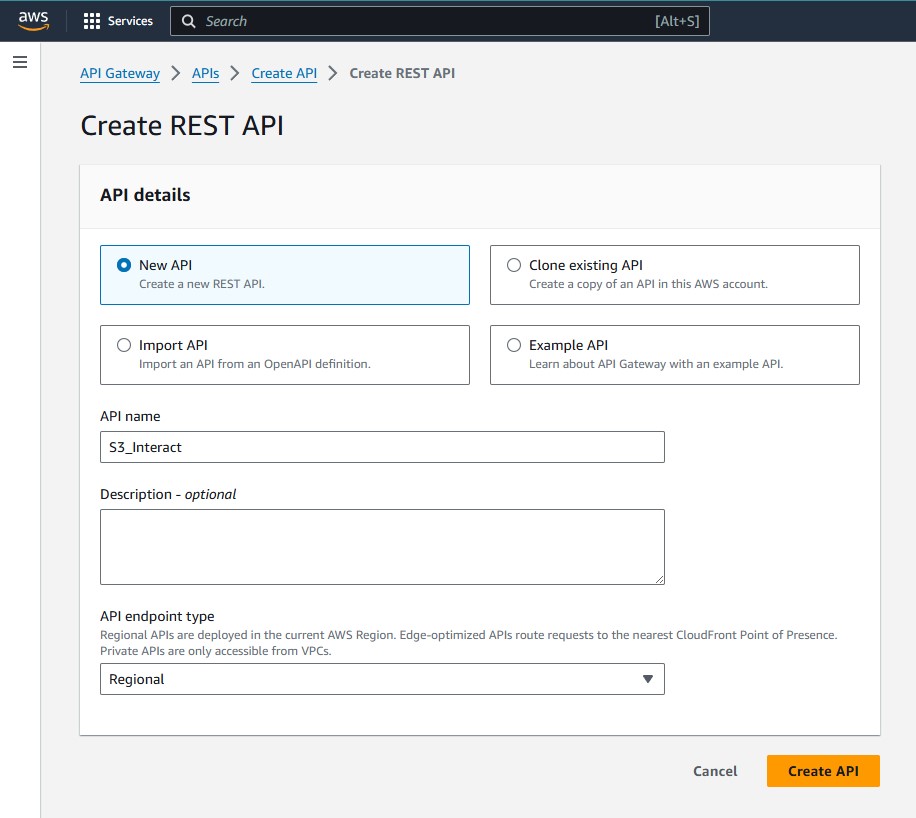 aws Services Search [Alt+S]
API Gateway > APIs > Create API > Create REST API
Create REST API
API details
New API
Create a new REST API.
Clone existing API
Create a copy of an API in this AWS account.
Import API
Import an API from an OpenAPI definition.
Example API
Learn about API Gateway with an example API.
API name
S3_Interact
Description - optional
API endpoint type
Regional APIs are deployed in the current AWS Region. Edge-optimized APIs route requests to the nearest CloudFront Point of Presence.
Private APIs are only accessible from VPCs.
Regional
Cancel Create API